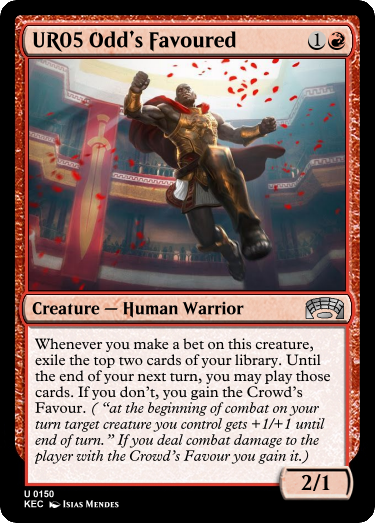 UR05 Odd's Favoured
1
Creature — Human Warrior
Whenever you make a bet on this creature,
exile the top two cards of your library. Until
the end of your next turn, you may play those
cards. If you don't, you gain the Crowd's
Favour. ( “at the beginning of combat on your
turn target creature you control gets +1/+1 until
end of turn.” If you deal combat damage to the
player with the Crowd's Favour you gain it.)
2/1
U 0150
KEC Isias Mendes